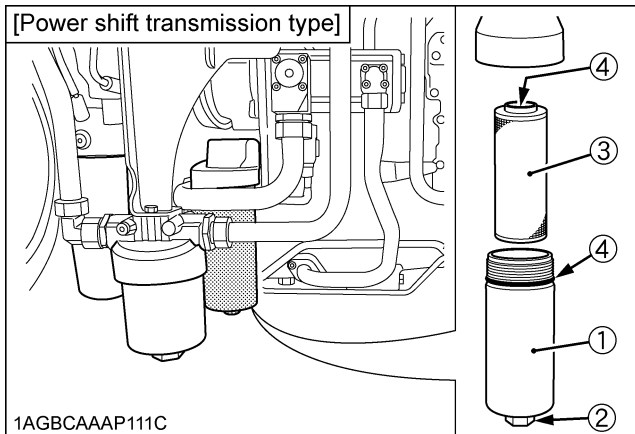 [Power shift transmission type]
④
③
④
①
②
1AGBCAAAP111C